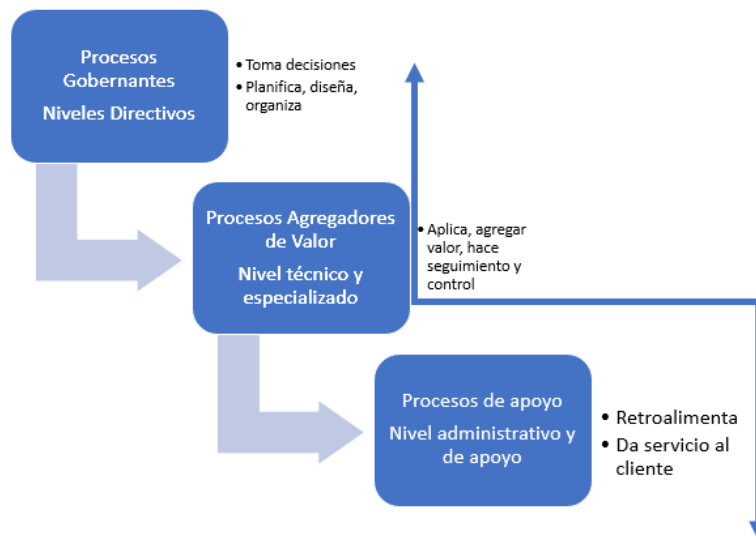 Procesos
Gobernantes
Niveles Directivos
• Toma decisiones
• Planifica, diseña,
organiza
Procesos Agregadores
de Valor
Nivel técnico y
especializado
• Aplica, agregar
valor, hace
seguimiento y
control
Procesos de apoyo
Nivel administrativo y
de apoyo
• Retroalimenta
• Da servicio al
cliente